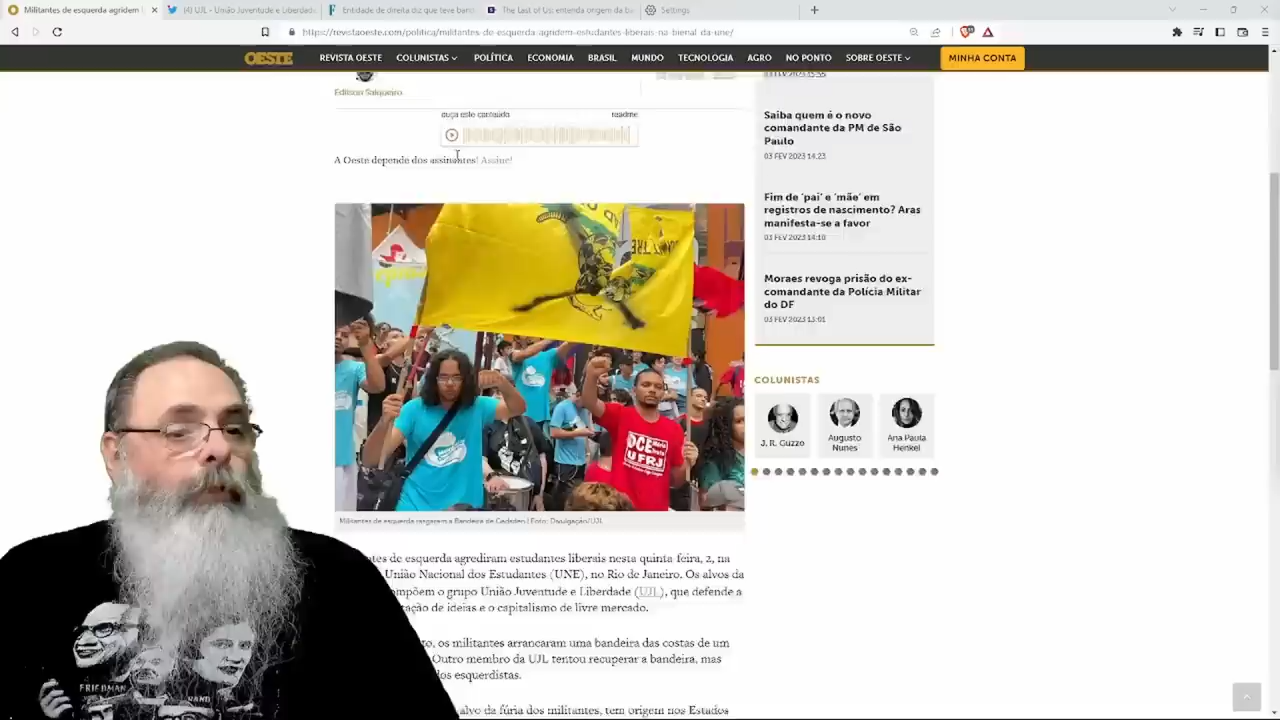 Militantes de esquerda agridem
(4) UJL - União Juventude e Liberdade
Entidade de direita diz que teve ban
The Last of Us: entenda origem da ba
Settings
https://revistaoeste.com/politica/militantes-de-esquerda-agridem-estudantes-liberais-na-bienal-da-une/
OESTE
REVISTA OESTE
COLUNISTAS
POLÍTICA
ECONOMIA
BRASIL
MUNDO
TECNOLOGIA
AGRO
NO PONTO
SOBRE OESTE
MINHA CONTA
Edilson Salgueiro
ouça este conteúdo
readme
A Oeste depende dos assinantes! Assine!
03 FEV 2023 15:55
Saiba quem é o novo
comandante da PM de São
Paulo
03 FEV 2023 14:23
Fim de 'pai' e 'mãe' em
registros de nascimento? Aras
manifesta-se a favor
03 FEV 2023 14:10
Moraes revoga prisão do ex-
comandante da Polícia Militar
do DF
03 FEV 2023 13:01
COLUNISTAS
J. R. Guzzo
Augusto
Nunes
Ana Paula
Henkel
DCE
UFRJ
Militantes de esquerda rasgaram a Bandeira de Gadsden | Foto: Divulgação/UJL
ntes de esquerda agrediram estudantes liberais nesta quinta-feira, 2, na
União Nacional dos Estudantes (UNE), no Rio de Janeiro. Os alvos da
mpõem o grupo União Juventude e Liberdade (UJL), que defende a
tação de ideias e o capitalismo de livre mercado.
to, os militantes arrancaram uma bandeira das costas de um
Outro membro da UJL tentou recuperar a bandeira, mas
los esquerdistas.
alvo da fúria dos militantes, tem origem nos Estados
FRIEDMAN
RAND